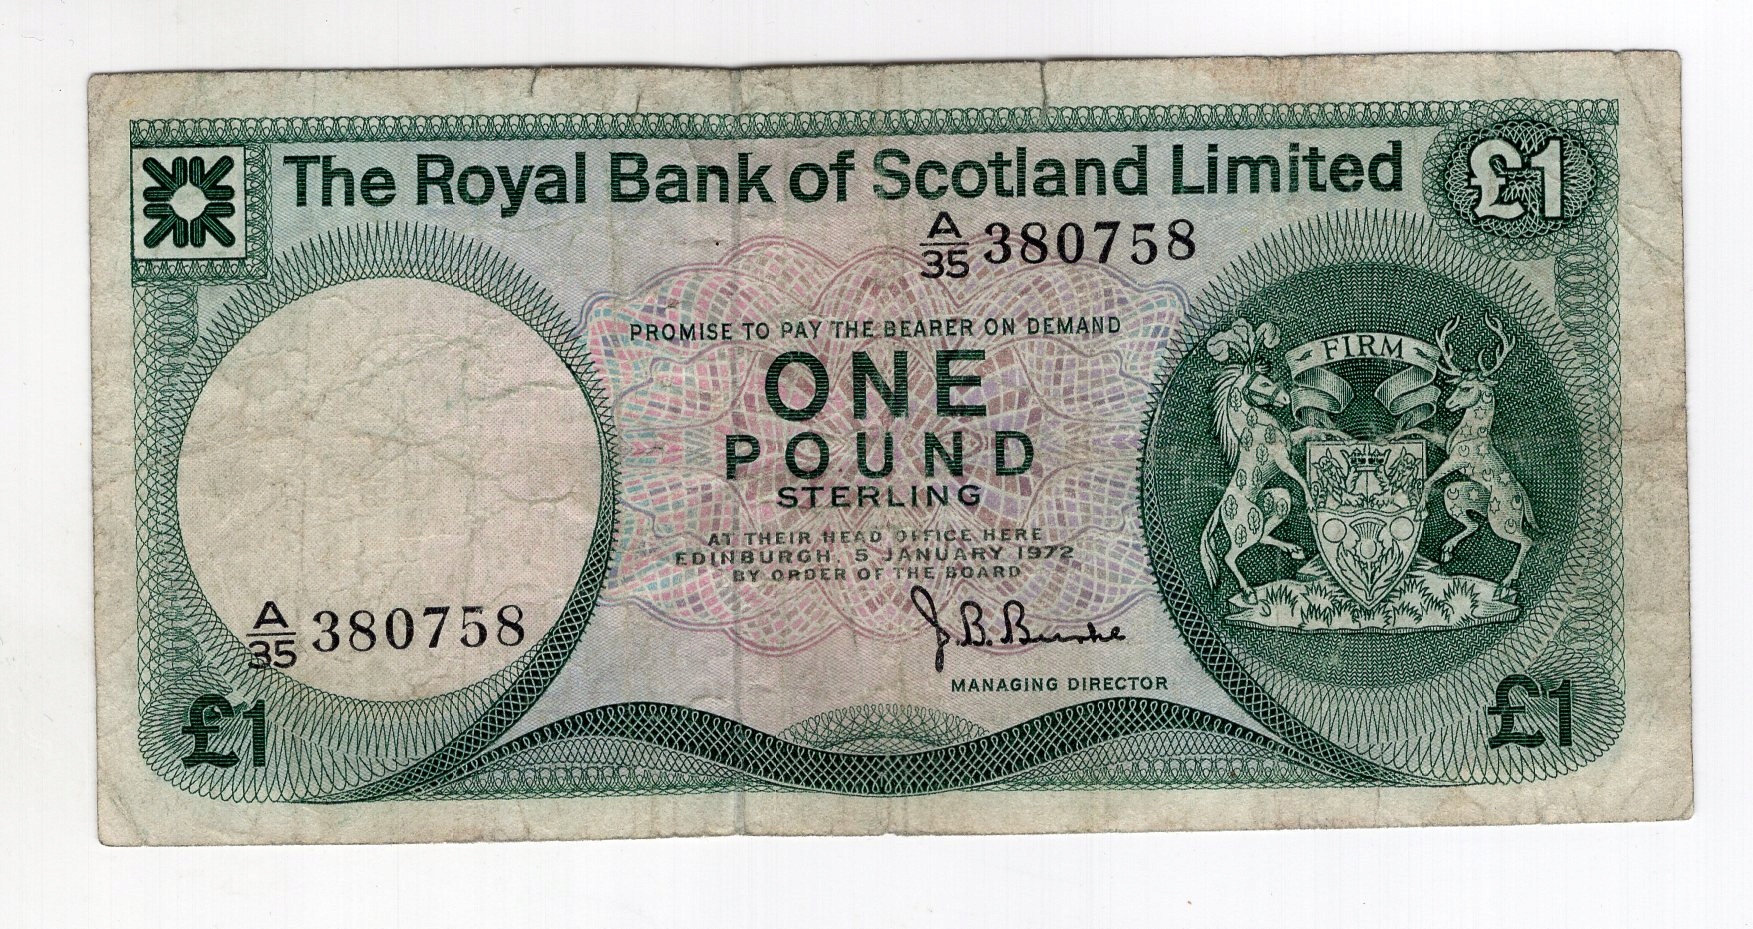 The Royal Bank of Scotland Limited
£1
A/35 380758
PROMISE TO PAY THE BEARER ON DEMAND
ONE
POUND
STERLING
FIRM
AT THEIR HEAD OFFICE HERE
EDINBURGH, 5 JANUARY 1972
BY ORDER OF THE BOARD
A/35 380758
J. B. Burke
MANAGING DIRECTOR
£1
£1